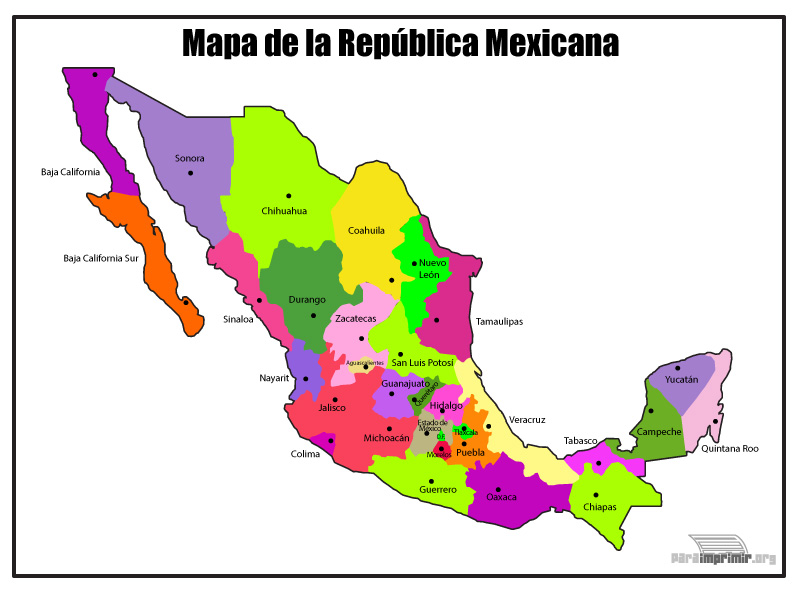 Mapa de la República Mexicana
Sonora
Baja California
Chihuahua
Coahuila
Baja California Sur
Nuevo
León
Durango
Sinaloa
Zacatecas
Tamaulipas
Aguascalientes
San Luis Potosí
Nayarit
Guanajuato
Querétaro
Yucatán
Jalisco
Hidalgo
Veracruz
Estado de
México
D.F.
Tlaxcala
Campeche
Michoacán
Tabasco
Quintana Roo
Colima
Morelos
Puebla
Guerrero
Oaxaca
Chiapas
paraimprimir.org